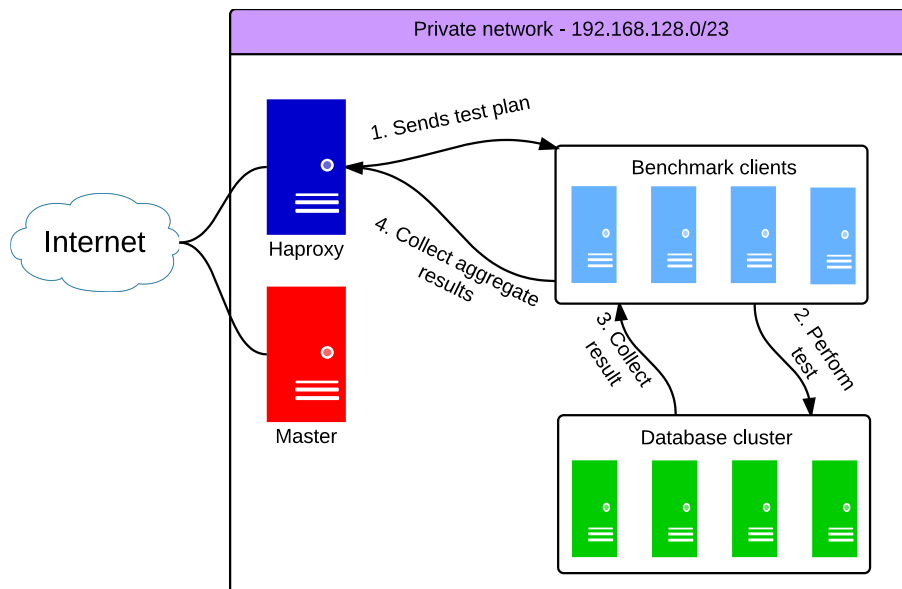 Private network - 192.168.128.0/23
1. Sends test plan
Benchmark clients
Internet
Haproxy
4. Collect aggregate
results
3. Collect
result
2. Perform
test
Master
Database cluster